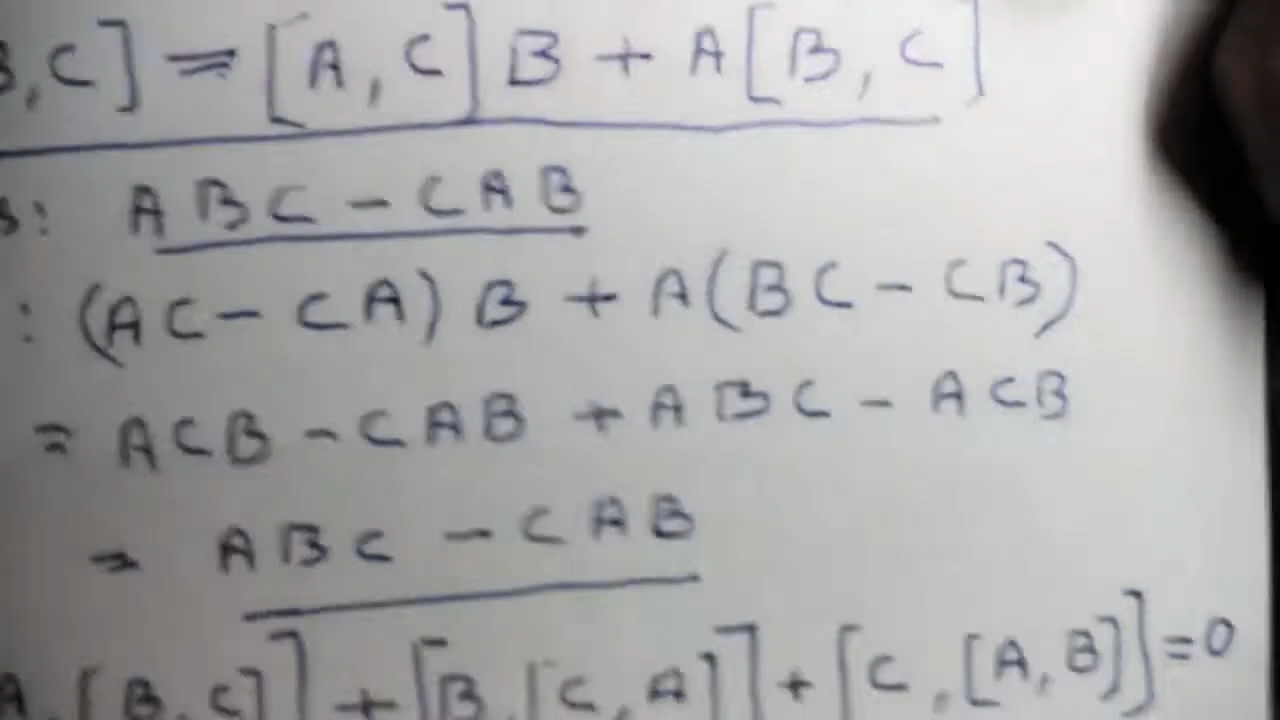 B,C] = [A,C]B + A[B,C]
: ABC - CAB
: (AC - CA)B + A(BC - CB)
= ACB - CAB + ABC - ACB
= ABC - CAB
A,[B,C]] + [B,[C,A]] + [C,[A,B]] = 0